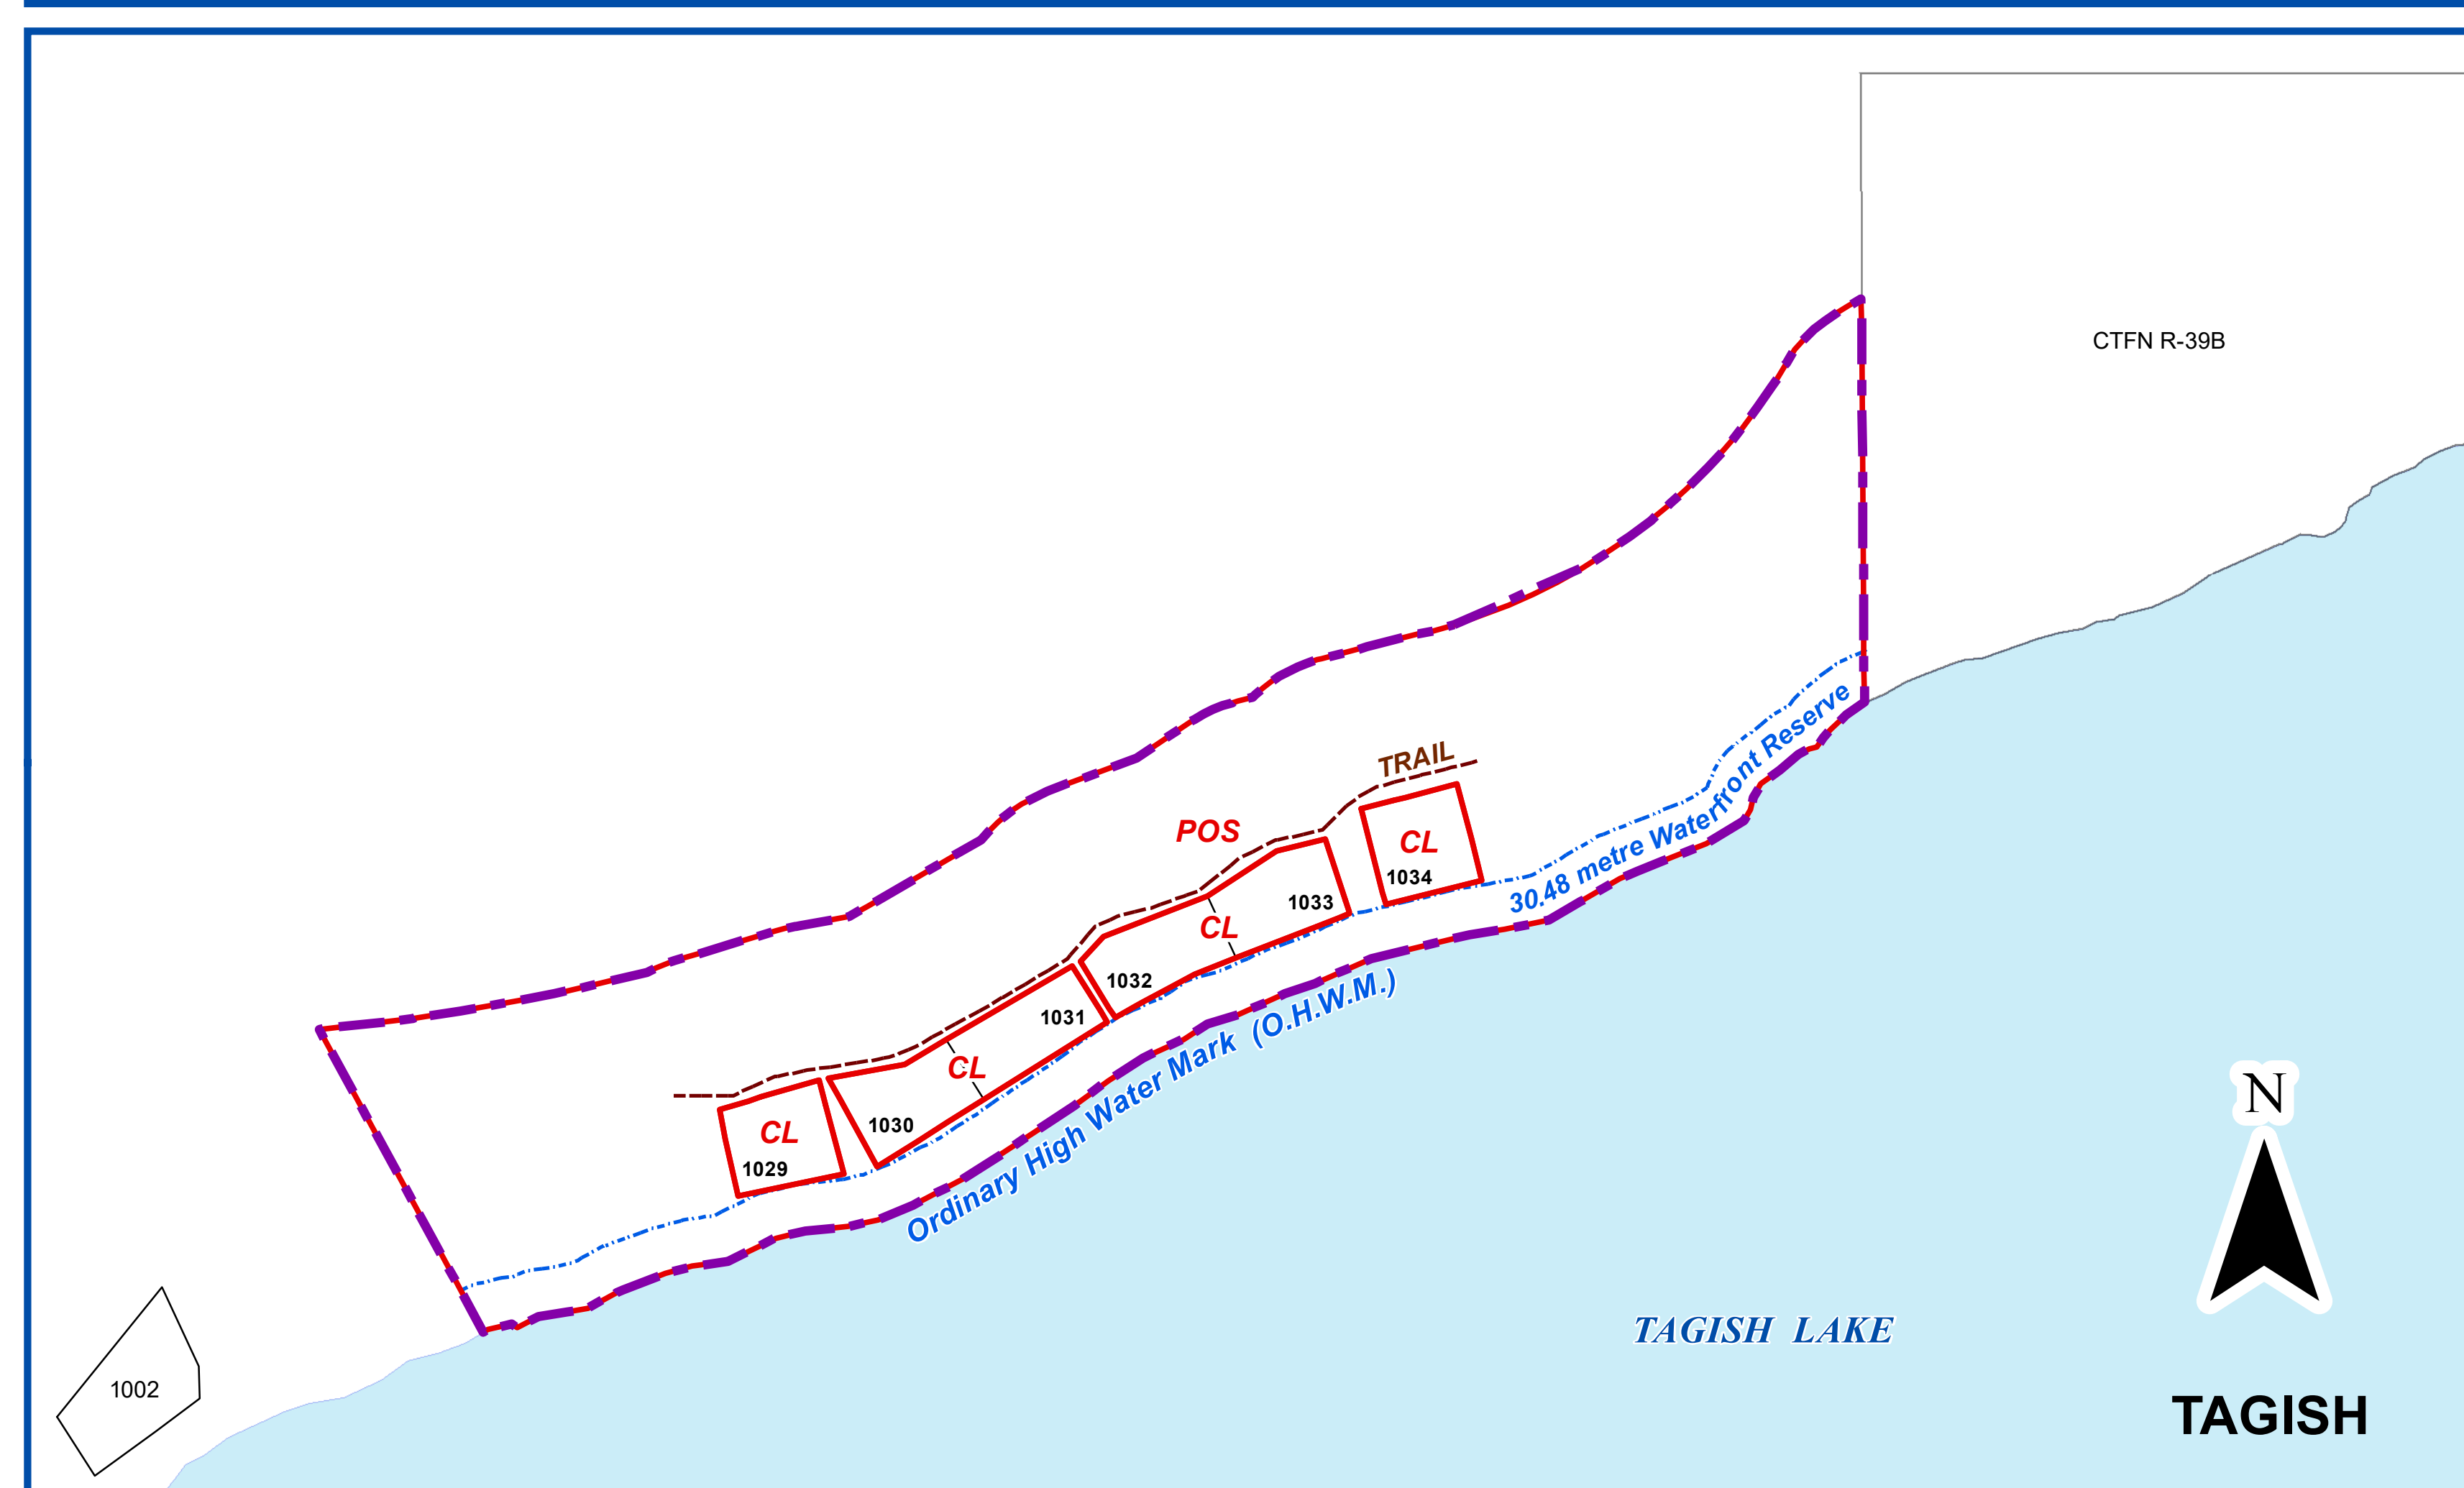 CTFN R-39B
30.48 metre Waterfront Reserve
TRAIL
POS
CL
1034
1033
CL
1032
1031
CL
1030
CL
1029
Ordinary High Water Mark (O.H.W.M.)
N
TAGISH LAKE
1002
TAGISH